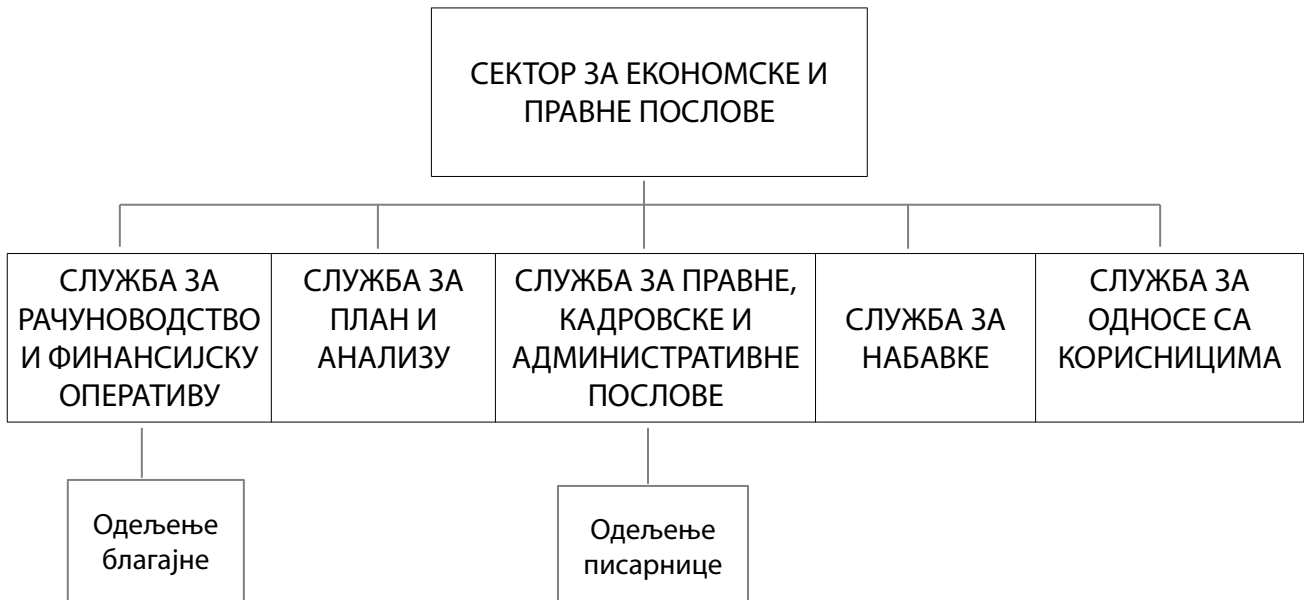 СЕКТОР ЗА ЕКОНОМСКЕ И
ПРАВНЕ ПОСЛОВЕ
СЛУЖБА ЗА
РАЧУНОВОДСТВО
И ФИНАНСИЈСКУ
ОПЕРАТИВУ
СЛУЖБА ЗА
ПЛАН И
АНАЛИЗУ
СЛУЖБА ЗА ПРАВНЕ,
КАДРОВСКЕ И
АДМИНИСТРАТИВНЕ
ПОСЛОВЕ
СЛУЖБА ЗА
НАБАВКЕ
СЛУЖБА ЗА
ОДНОСЕ СА
КОРИСНИЦИМА
Одељење
благајне
Одељење
писарнице